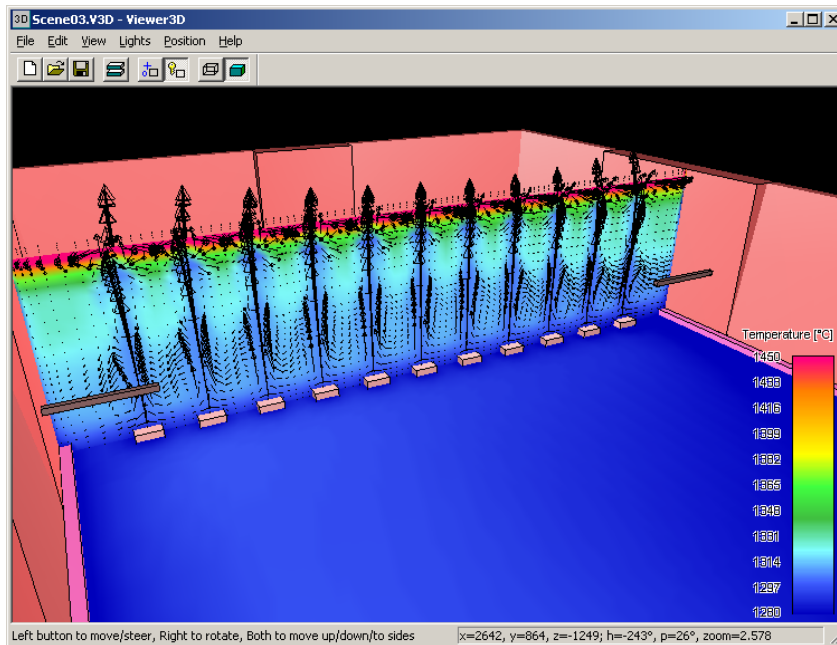 3D Scene03.V3D - Viewer3D
File Edit View Lights Position Help
Temperature [°C]
1450
1433
1416
1399
1382
1365
1348
1331
1314
1297
1280
Left button to move/steer, Right to rotate, Both to move up/down/to sides
x=2642, y=864, z=-1249; h=-243°, p=26°, zoom=2.578